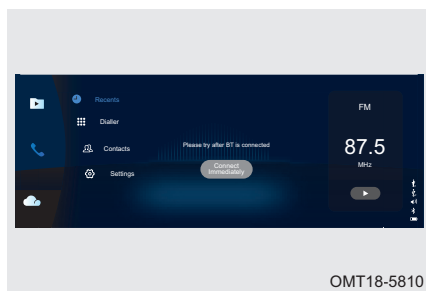 Recents
Dialler
Contacts
Settings
Please try after BT is connected
Connect
Immediately
FM
87.5
MHz
OMT18-5810